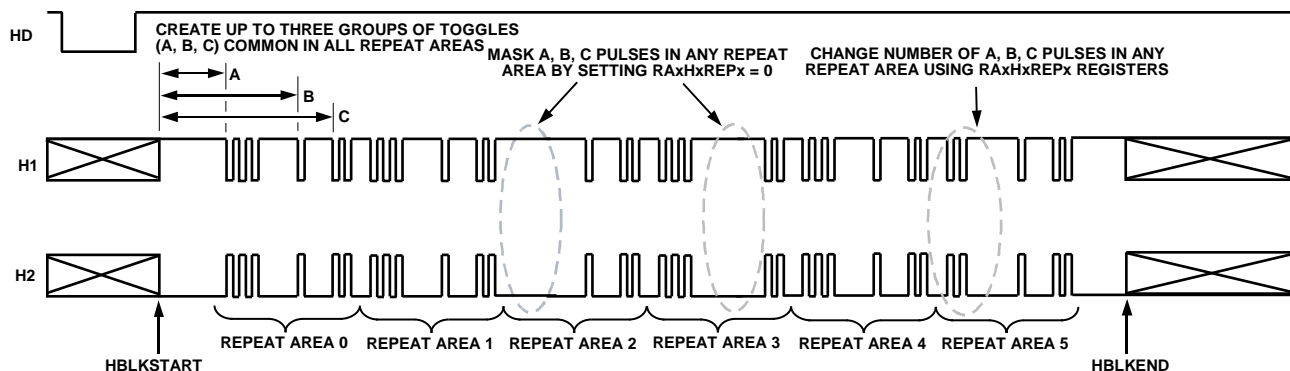 HD
CREATE UP TO THREE GROUPS OF TOGGLES
(A, B, C) COMMON IN ALL REPEAT AREAS
MASK A, B, C PULSES IN ANY REPEAT
AREA BY SETTING RAxHxREPx = 0
CHANGE NUMBER OF A, B, C PULSES IN ANY
REPEAT AREA USING RAxHxREPx REGISTERS
A
B
C
H1
H2
REPEAT AREA 0
REPEAT AREA 1
REPEAT AREA 2
REPEAT AREA 3
REPEAT AREA 4
REPEAT AREA 5
HBLKSTART
HBLKEND